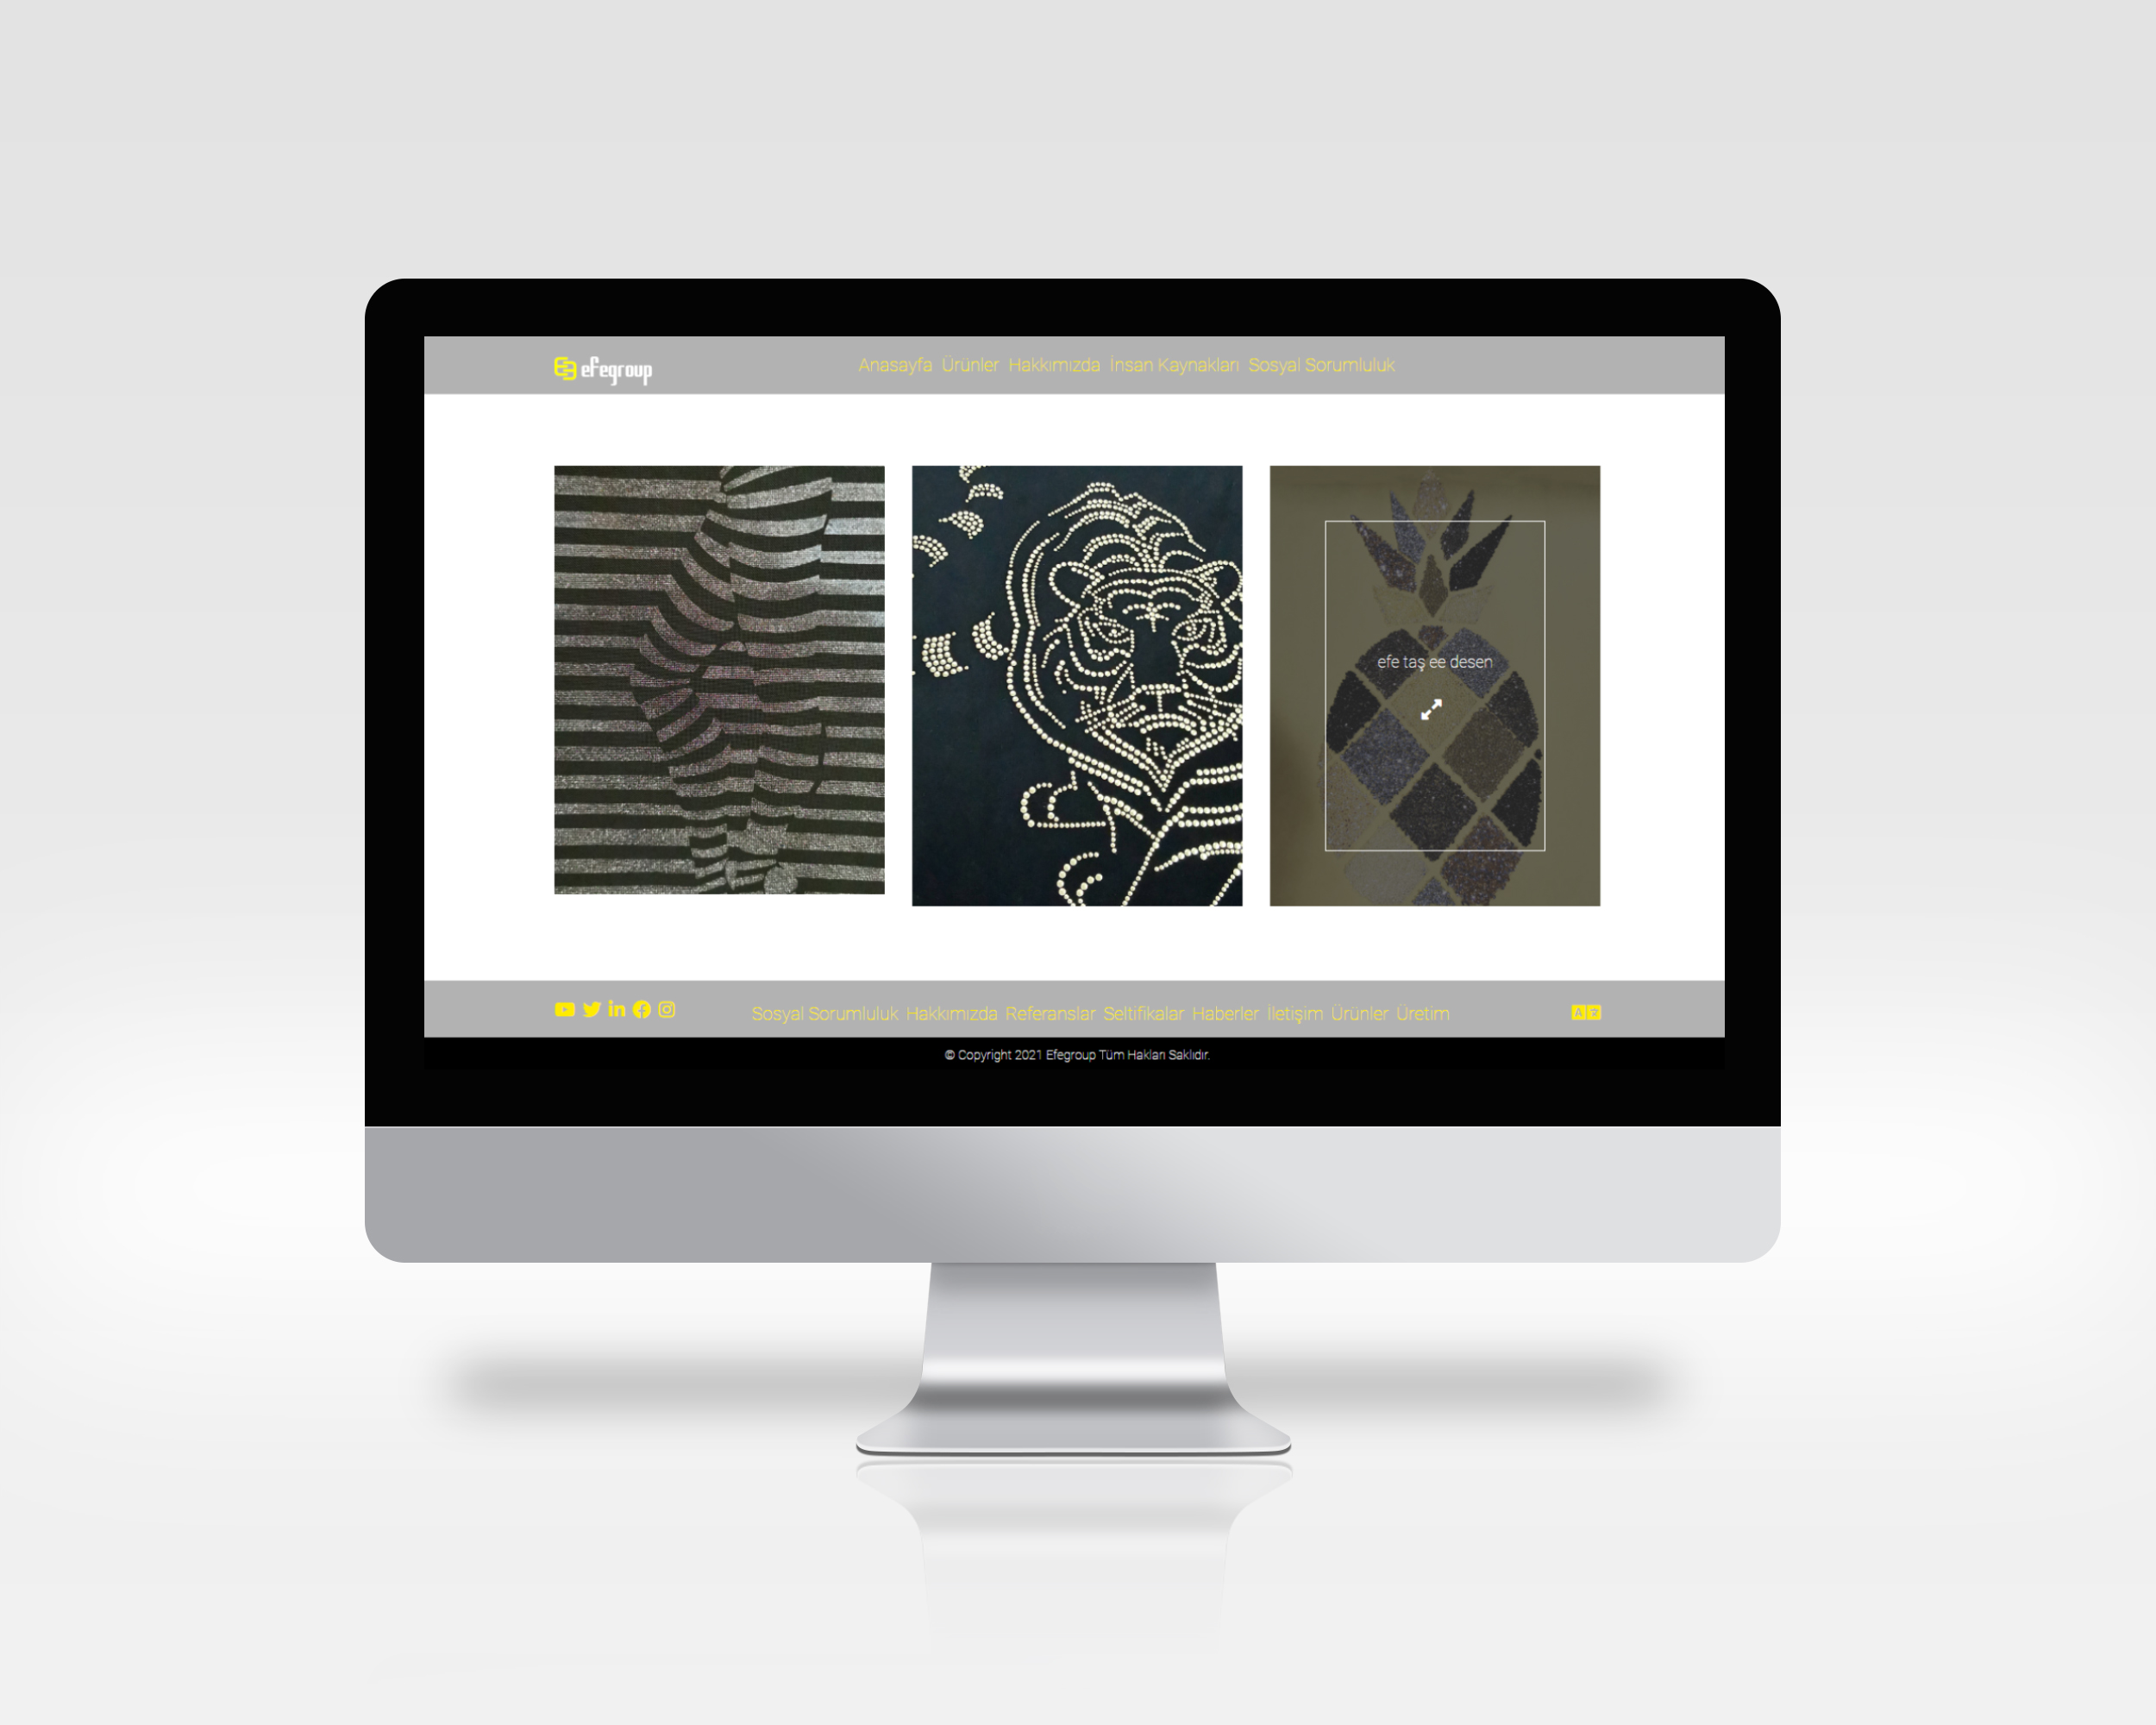 efegroup
Anasayfa Ürünler Hakkımızda İnsan Kaynakları Sosyal Sorumluluk
efe taş ee desen
Sosyal Sorumluluk Hakkımızda Referanslar Seltifikalar Haberler İletişim Ürünler Üretim
© Copyright 2021 Efegroup Tüm Hakları Saklıdır.